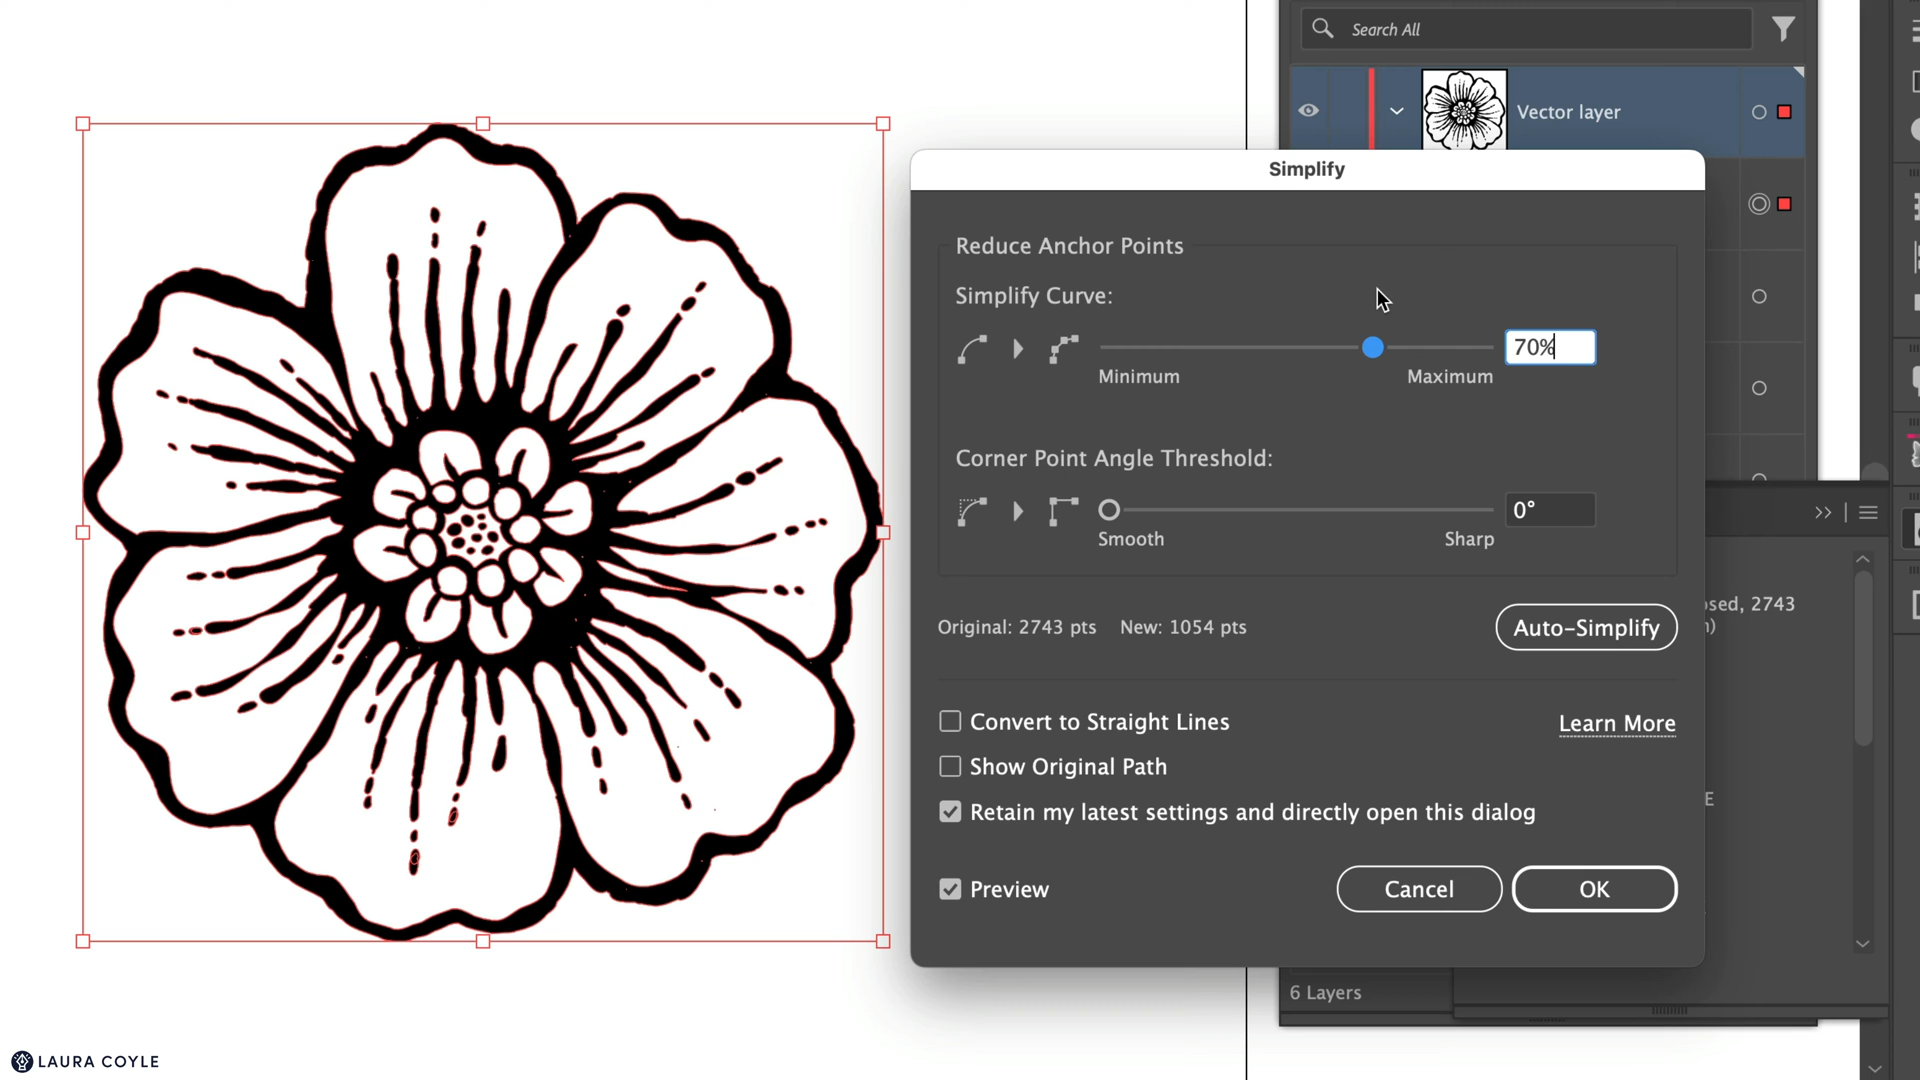 Search All
Vector layer
Simplify
Reduce Anchor Points
Simplify Curve:
70%
Minimum
Maximum
Corner Point Angle Threshold:
0°
Smooth
Sharp
Original: 2743 pts
New: 1054 pts
Auto-Simplify
sed, 2743
)
Convert to Straight Lines
Learn More
Show Original Path
Retain my latest settings and directly open this dialog
E
Preview
Cancel
OK
6 Layers
LAURA COYLE